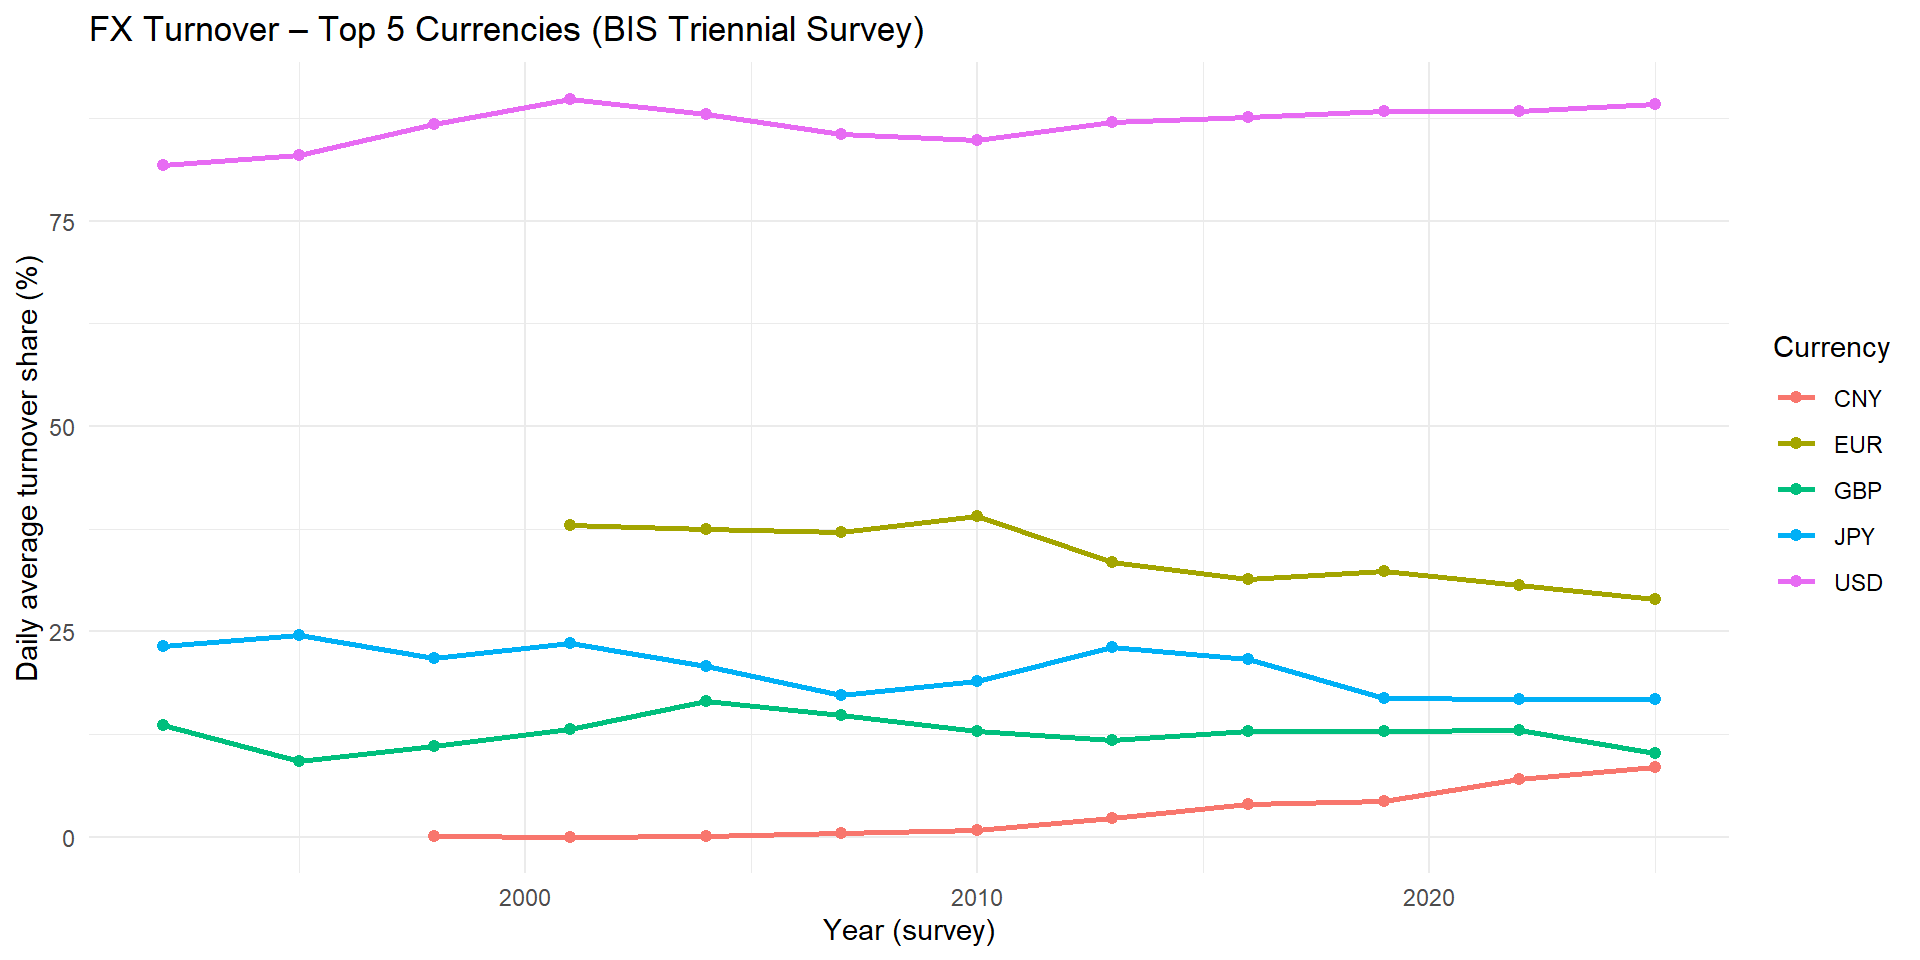 FX Turnover – Top 5 Currencies (BIS Triennial Survey)
Daily average turnover share (%)
75
50
25
0
2000 2010 2020
Year (survey)
Currency
CNY
EUR
GBP
JPY
USD